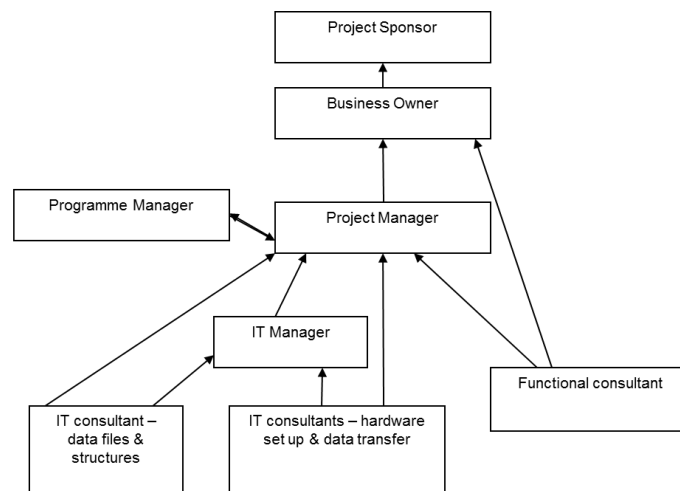 Project Sponsor
Business Owner
Programme Manager
Project Manager
IT Manager
Functional consultant
IT consultant –
data files &
structures
IT consultants – hardware
set up & data transfer